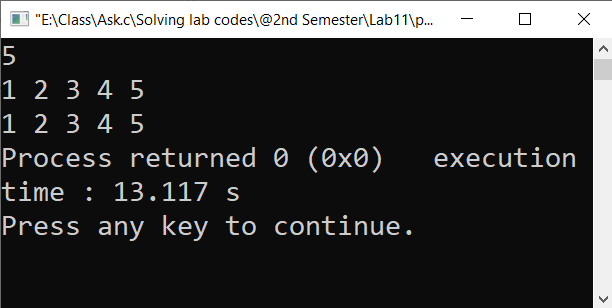 "E:\Class\Ask.c\Solving lab codes\@2nd Semester\Lab11\p...
5
1 2 3 4 5
1 2 3 4 5
Process returned 0 (0x0)   execution
time : 13.117 s
Press any key to continue.